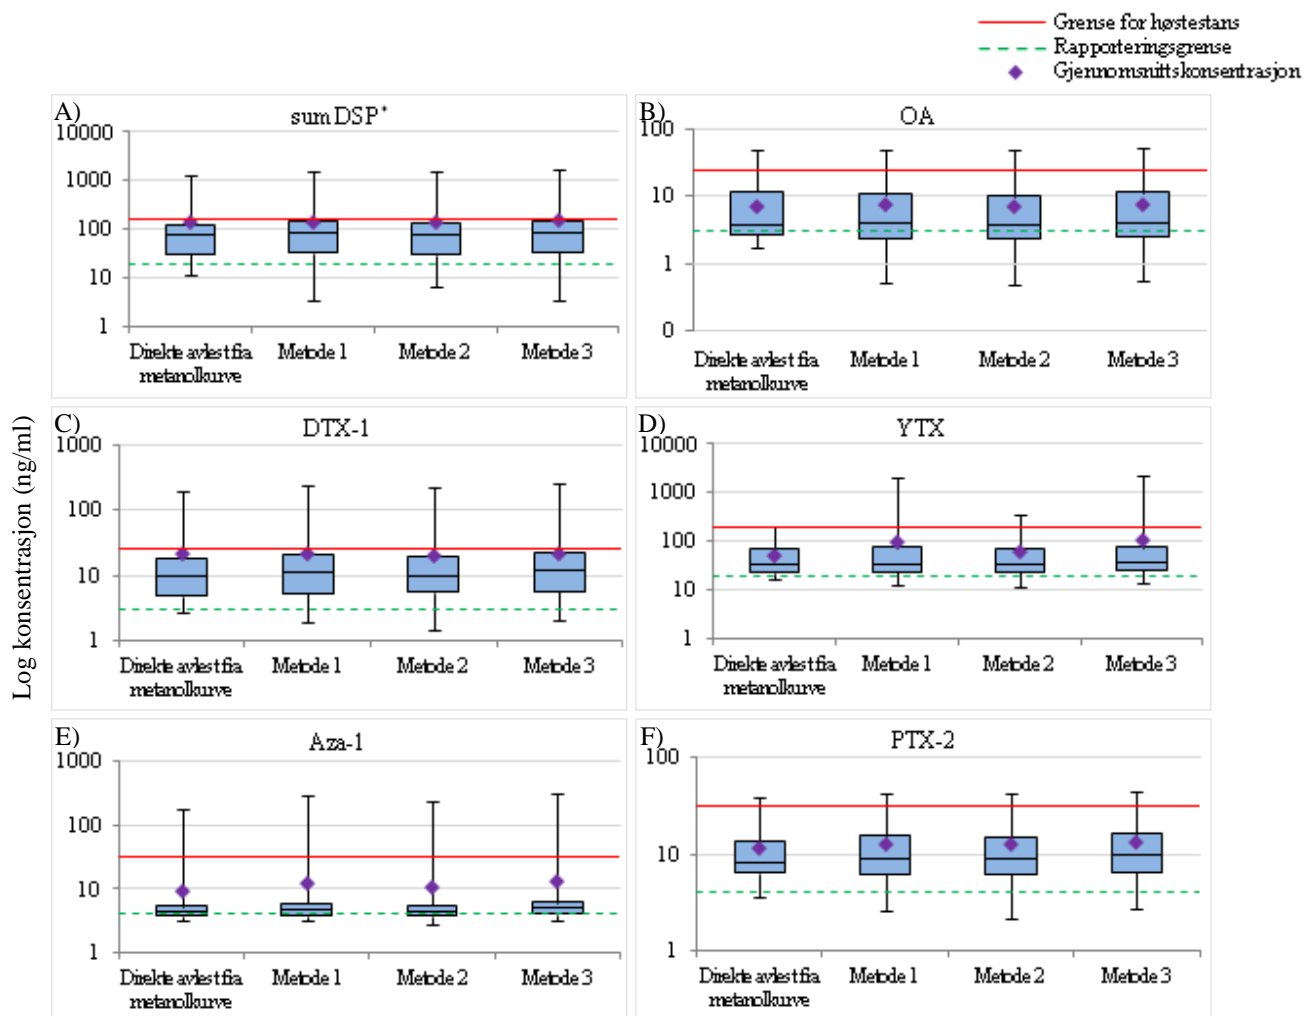 Grense for høstestans
Rapporteringsgrense
Gjennomsnittskonsentrasjon
Log konsentrasjon (ng/ml)
A)
sum DSP*
10000
1000
100
10
1
Direkte avlest fra
metanolkurve
Metode 1
Metode 2
Metode 3
B)
OA
100
10
1
0
Direkte avlest fra
metanolkurve
Metode 1
Metode 2
Metode 3
C)
DTX-1
1000
100
10
1
Direkte avlest fra
metanolkurve
Metode 1
Metode 2
Metode 3
D)
YTX
10000
1000
100
10
1
Direkte avlest fra
metanolkurve
Metode 1
Metode 2
Metode 3
E)
Aza-1
1000
100
10
1
Direkte avlest fra
metanolkurve
Metode 1
Metode 2
Metode 3
F)
PTX-2
100
10
1
Direkte avlest fra
metanolkurve
Metode 1
Metode 2
Metode 3